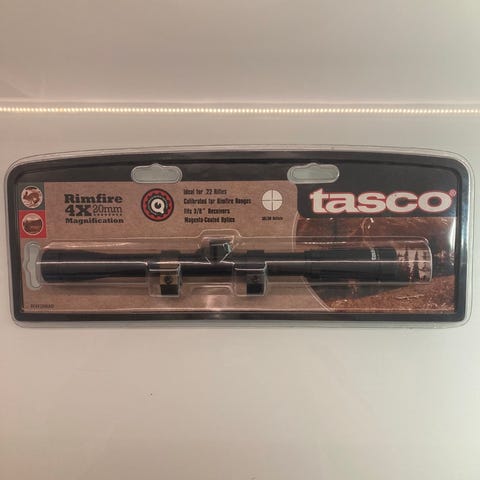 Rimfire
4X 20mm
Magnification
Ideal for .22 Rifles
Calibrated for Rimfire Ranges
Fits 3/8" Receivers
Magenta-Coated Optics
30/30 Reticle
tasco®
tasco